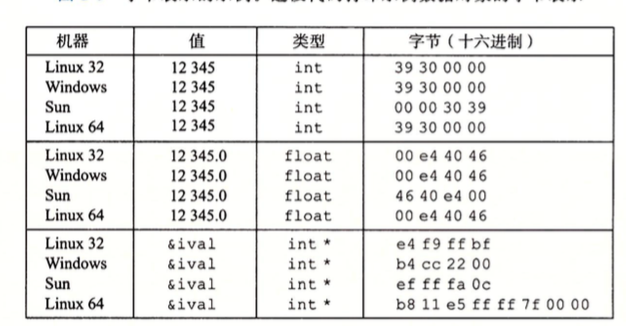 机器 值 类型 字节（十六进制）
Linux 32 12 345 int 39 30 00 00
Windows 12 345 int 39 30 00 00
Sun 12 345 int 00 00 30 39
Linux 64 12 345 int 39 30 00 00
Linux 32 12 345.0 float 00 e4 40 46
Windows 12 345.0 float 00 e4 40 46
Sun 12 345.0 float 46 40 e4 00
Linux 64 12 345.0 float 00 e4 40 46
Linux 32 &ival int * e4 f9 ff bf
Windows &ival int * b4 cc 22 00
Sun &ival int * ef ff fa 0c
Linux 64 &ival int * b8 11 e5 ff ff 7f 00 00